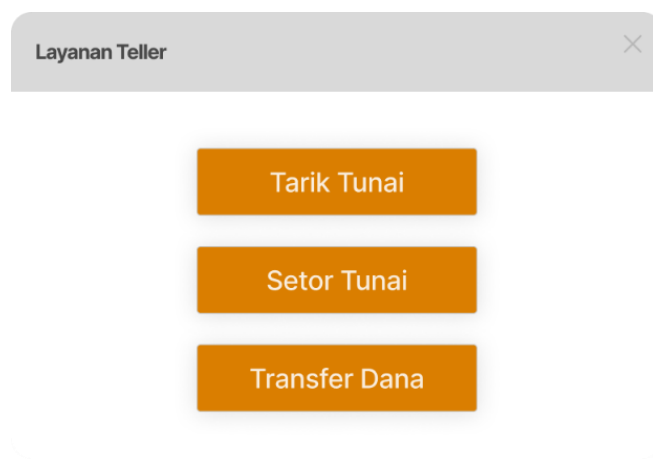 Layanan Teller
Tarik Tunai
Setor Tunai
Transfer Dana